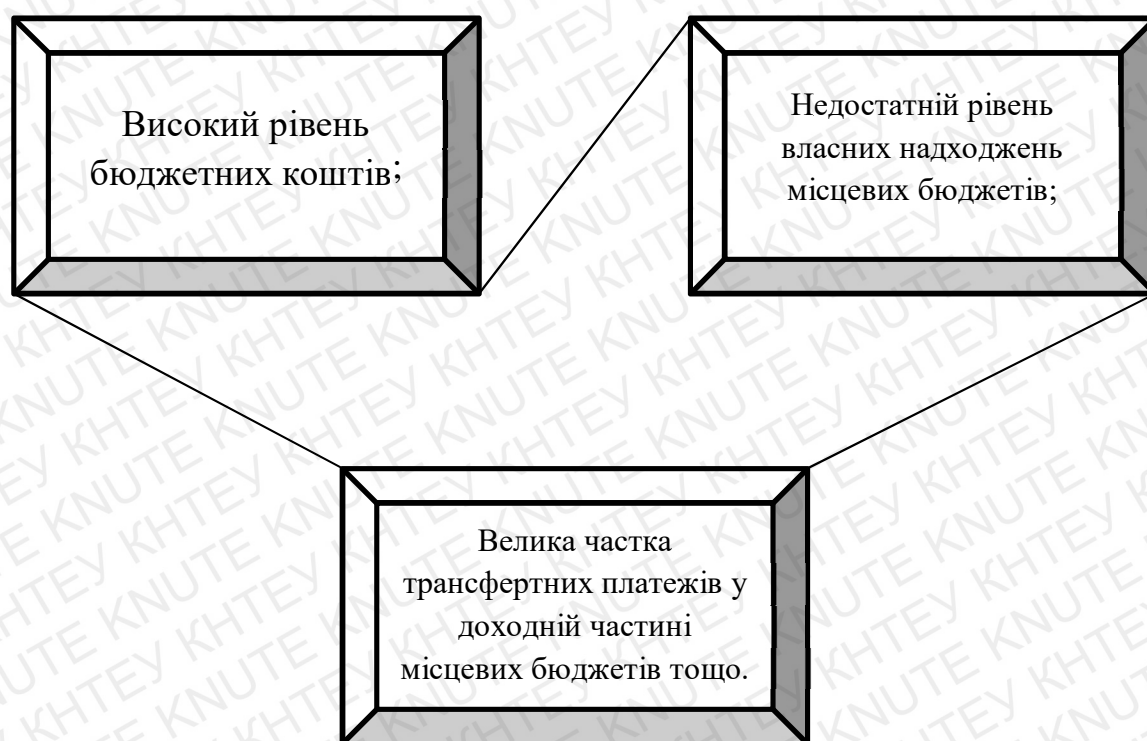 Високий рівень
бюджетних коштів;
Недостатній рівень
власних надходжень
місцевих бюджетів;
Велика частка
трансфертних платежів у
доходній частині
місцевих бюджетів тощо.